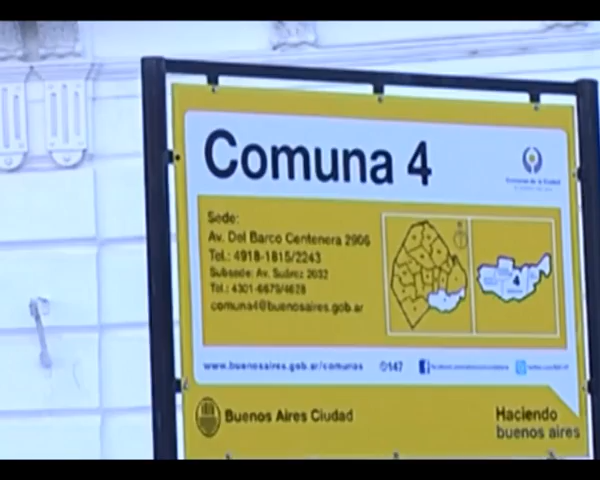 Comuna 4
Sede:
Av. Del Barco Centenera 2906
Tel.: 4918-1815/2243
Subsede: Av. Suárez 2032
Tel.: 4301-6679/4628
comuna4@buenosaires.gob.ar
4
www.buenosaires.gob.ar/comunas
147
Buenos Aires Ciudad
Haciendo
buenos aires